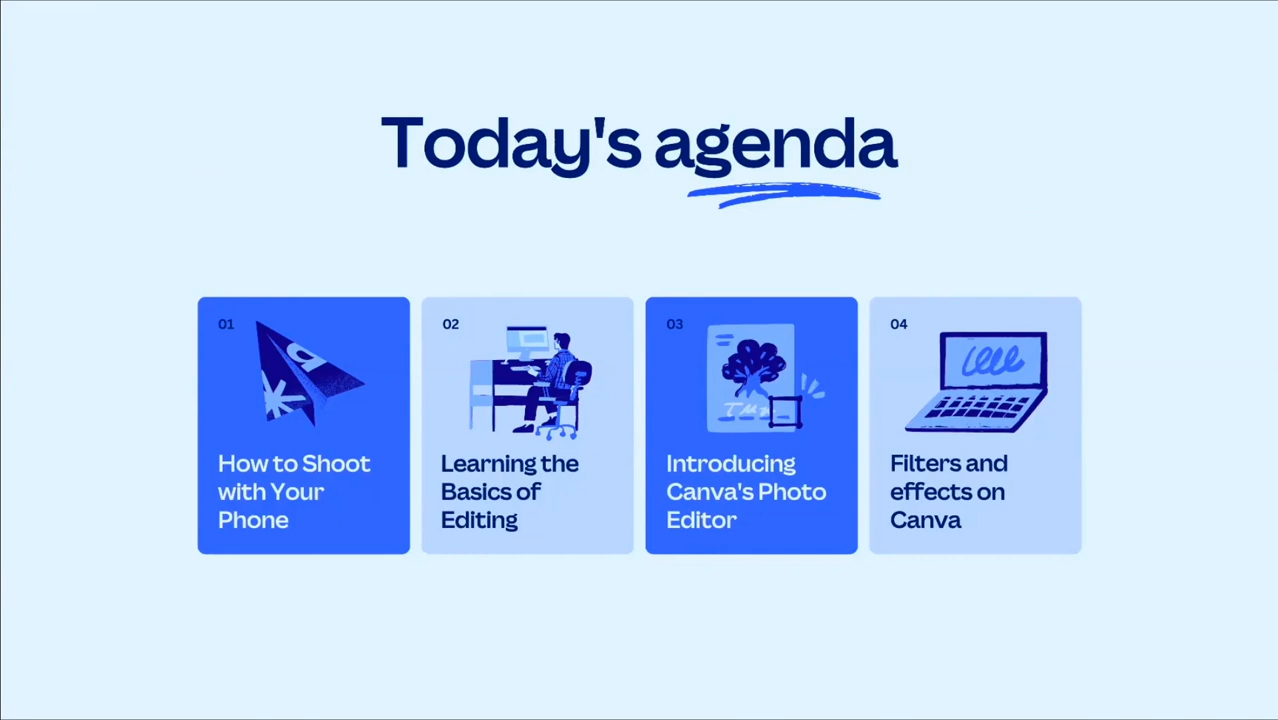 Today's agenda
01
How to Shoot
with Your
Phone
02
Learning the
Basics of
Editing
03
Introducing
Canva's Photo
Editor
04
Filters and
effects on
Canva